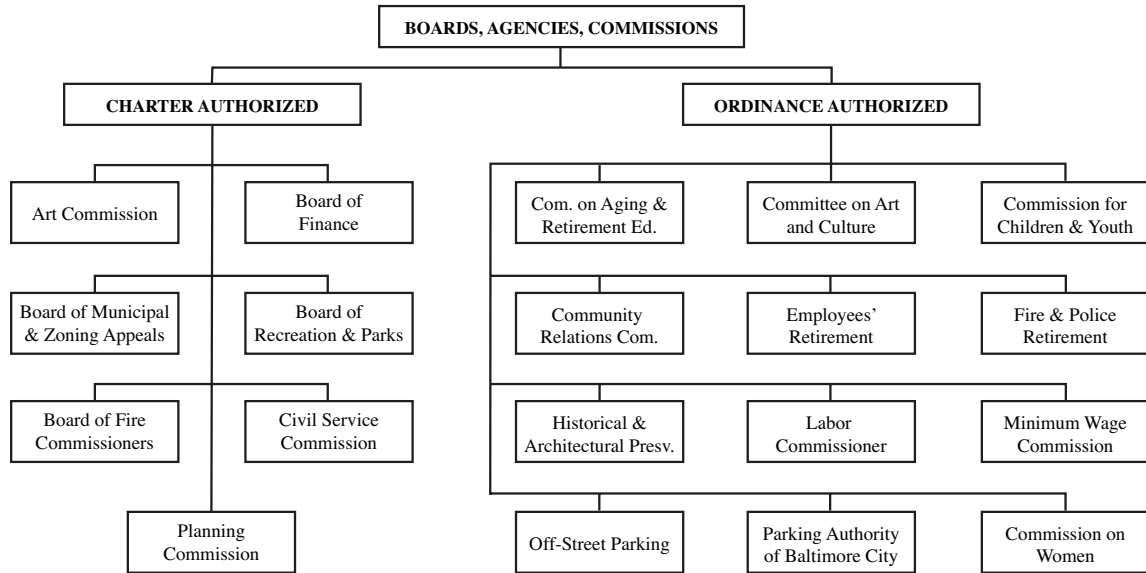 BOARDS, AGENCIES, COMMISSIONS
CHARTER AUTHORIZED
ORDINANCE AUTHORIZED
Art Commission
Board of
Finance
Board of Municipal
& Zoning Appeals
Board of
Recreation & Parks
Board of Fire
Commissioners
Civil Service
Commission
Planning
Commission
Com. on Aging &
Retirement Ed.
Committee on Art
and Culture
Commission for
Children & Youth
Community
Relations Com.
Employees’
Retirement
Fire & Police
Retirement
Historical &
Architectural Presv.
Labor
Commissioner
Minimum Wage
Commission
Off-Street Parking
Parking Authority
of Baltimore City
Commission on
Women